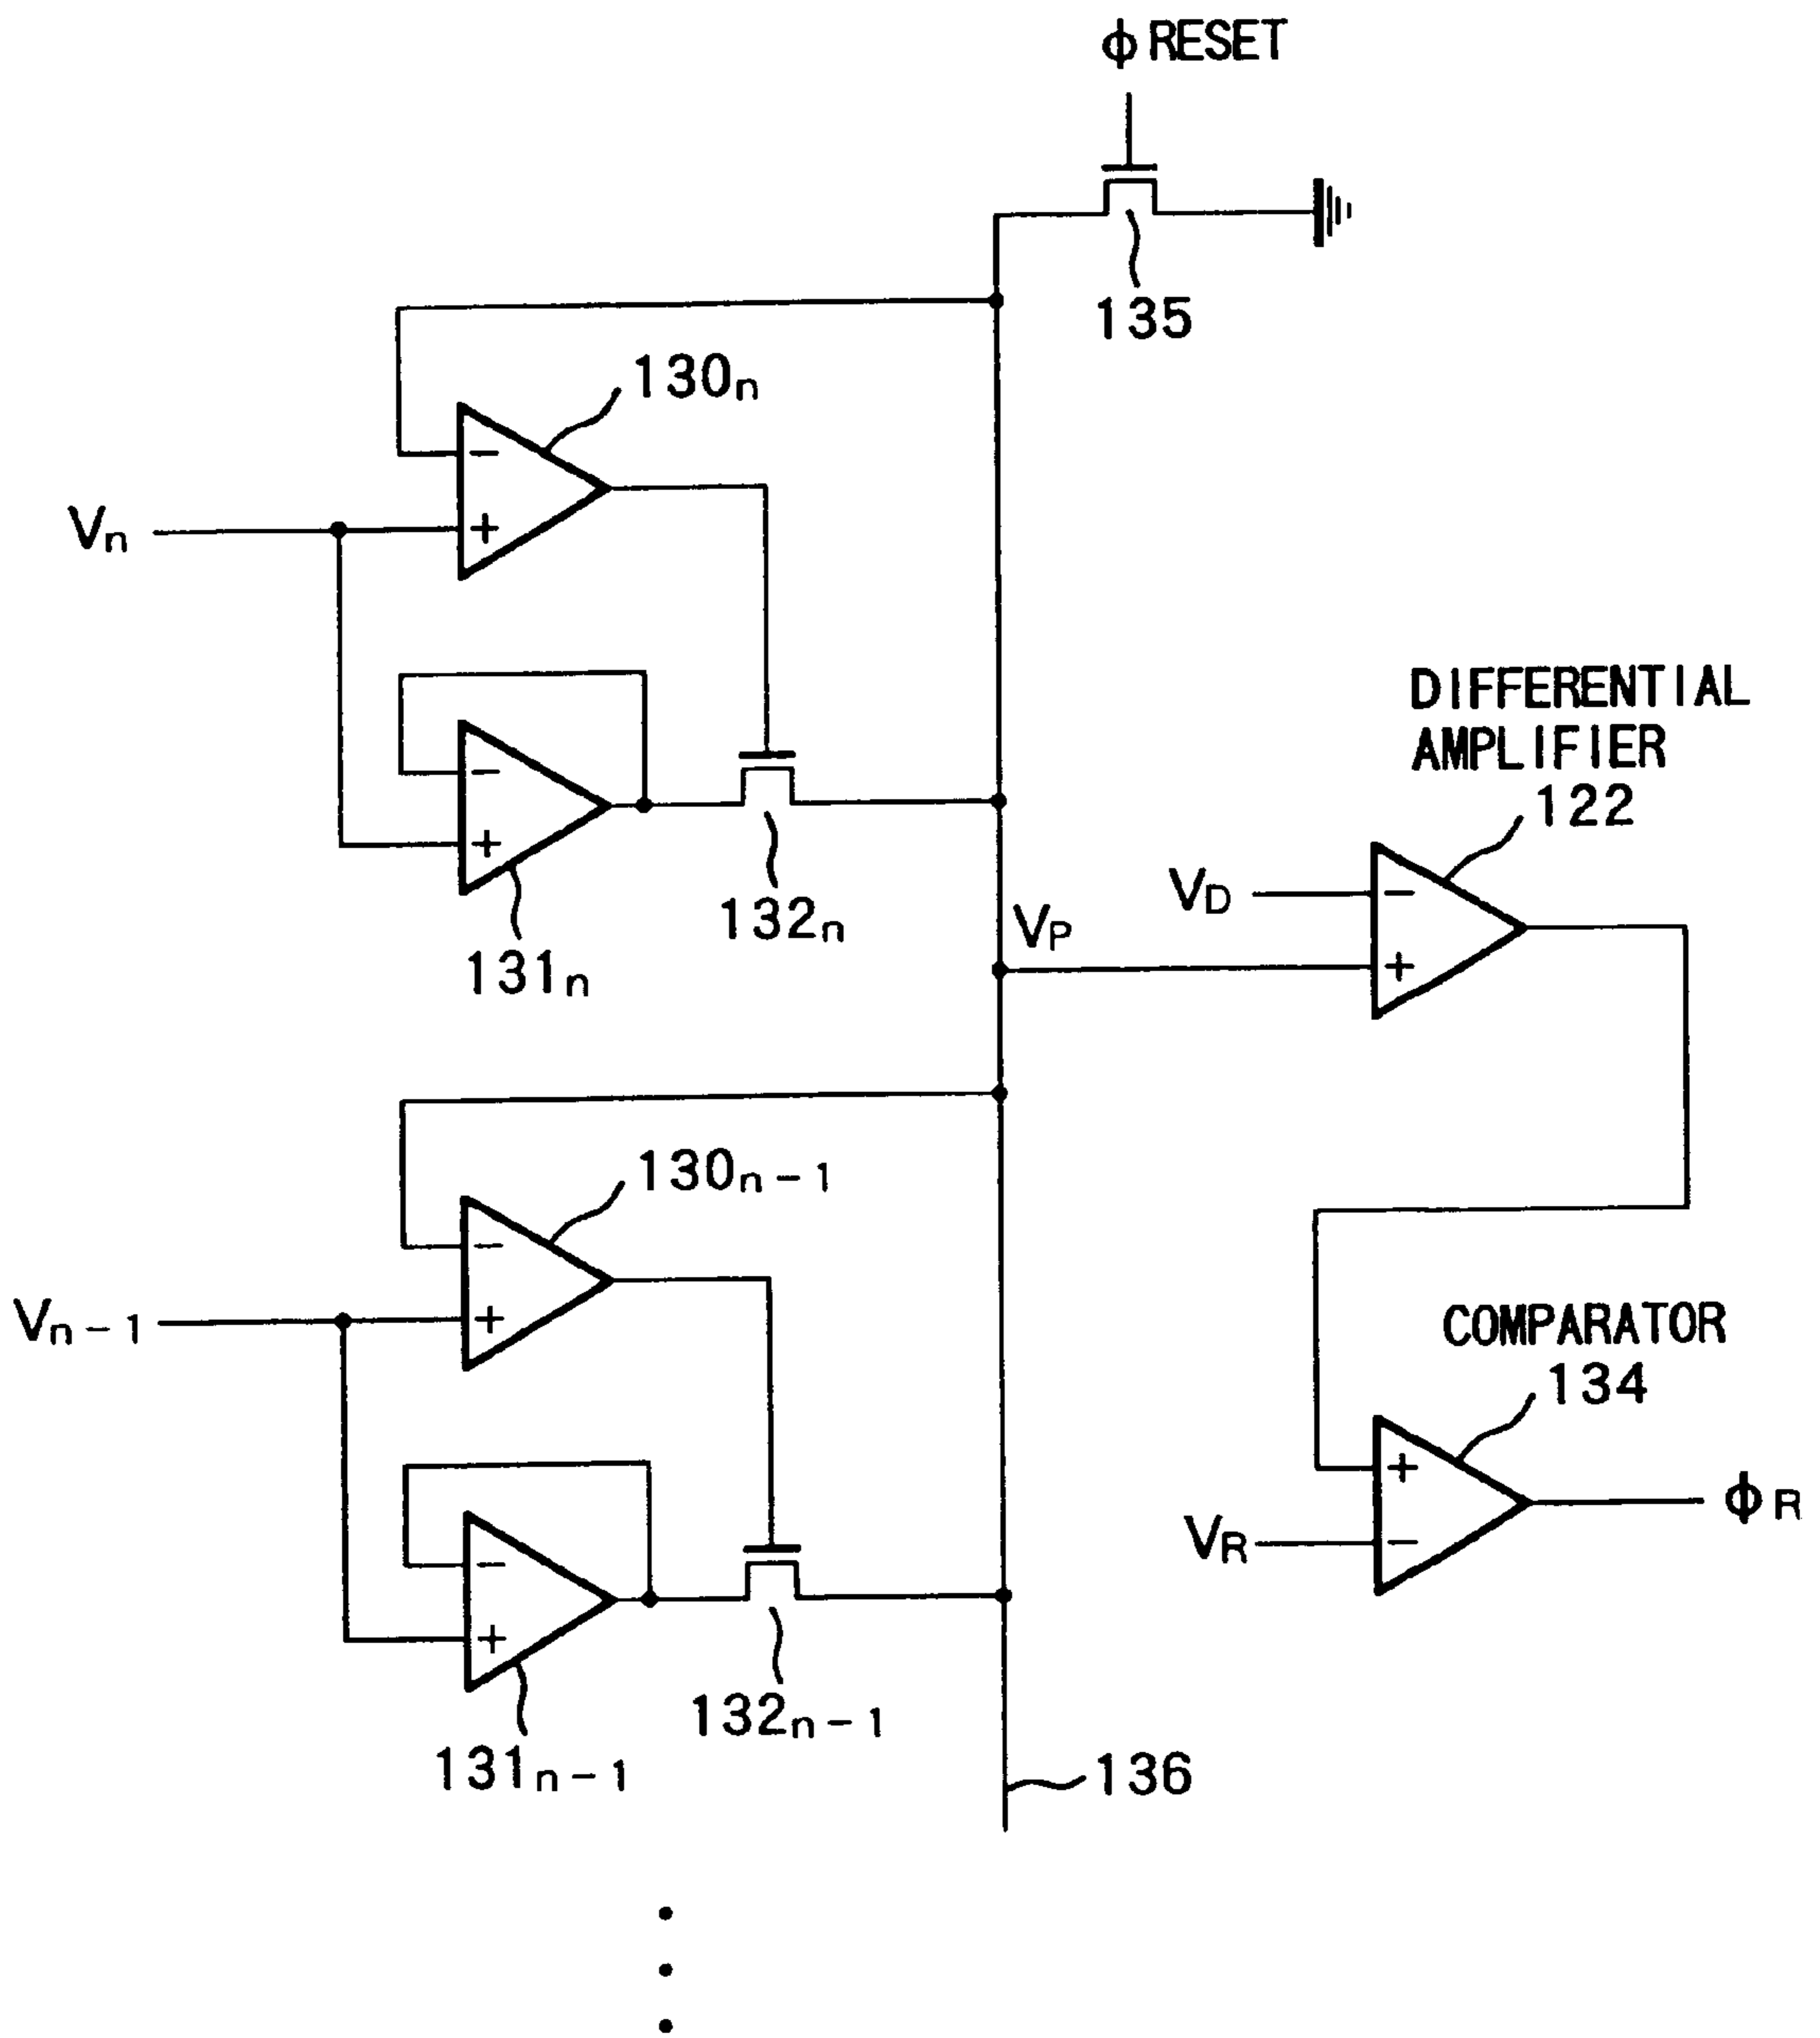 ϕ RESET
135
130n
Vn
−
+
DIFFERENTIAL
AMPLIFIER
122
−
+
131n
132n
VD
−
VP
+
130n-1
−
Vn-1
+
COMPARATOR
134
+
ϕR
VR
−
−
+
131n-1
132n-1
136